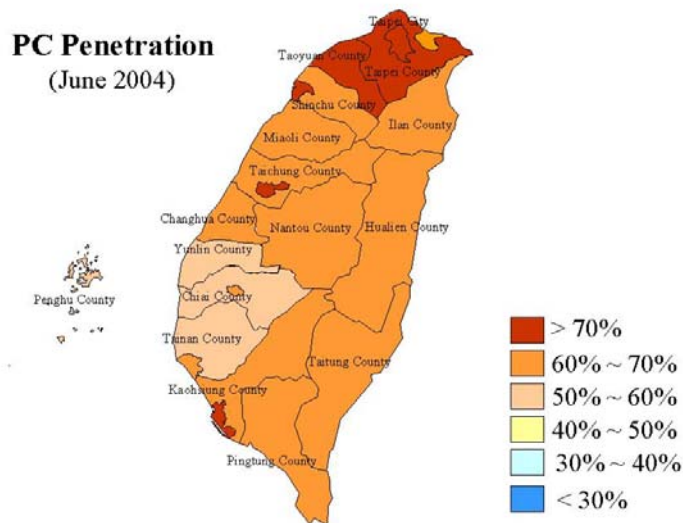 PC Penetration
(June 2004)
Taipei City
Taoyuan County
Taipei County
Shinchu County
Ilan County
Miaoli County
Taichung County
Changhua County
Nantou County
Hualien County
Yunlin County
Penghu County
Chiai County
Tainan County
Taitung County
Kaohsiung County
Pingtung County
> 70%
60% ~ 70%
50% ~ 60%
40% ~ 50%
30% ~ 40%
< 30%